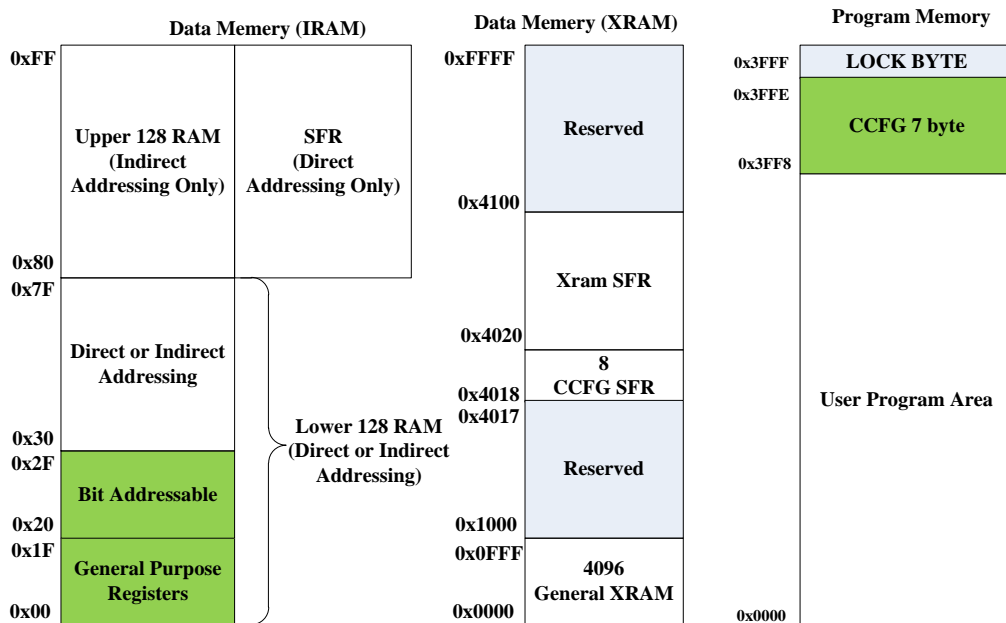 Data Memery (IRAM)
0xFF
Upper 128 RAM
(Indirect
Addressing Only)
SFR
(Direct
Addressing Only)
0x80
0x7F
Direct or Indirect
Addressing
0x30
0x2F
Bit Addressable
0x20
0x1F
General Purpose
Registers
0x00
Lower 128 RAM
(Direct or Indirect
Addressing)
Data Memery (XRAM)
0xFFFF
Reserved
0x4100
Xram SFR
0x4020
8
CCFG SFR
0x4018
0x4017
Reserved
0x1000
0x0FFF
4096
General XRAM
0x0000
Program Memory
0x3FFF
LOCK BYTE
0x3FFE
CCFG 7 byte
0x3FF8
User Program Area
0x0000